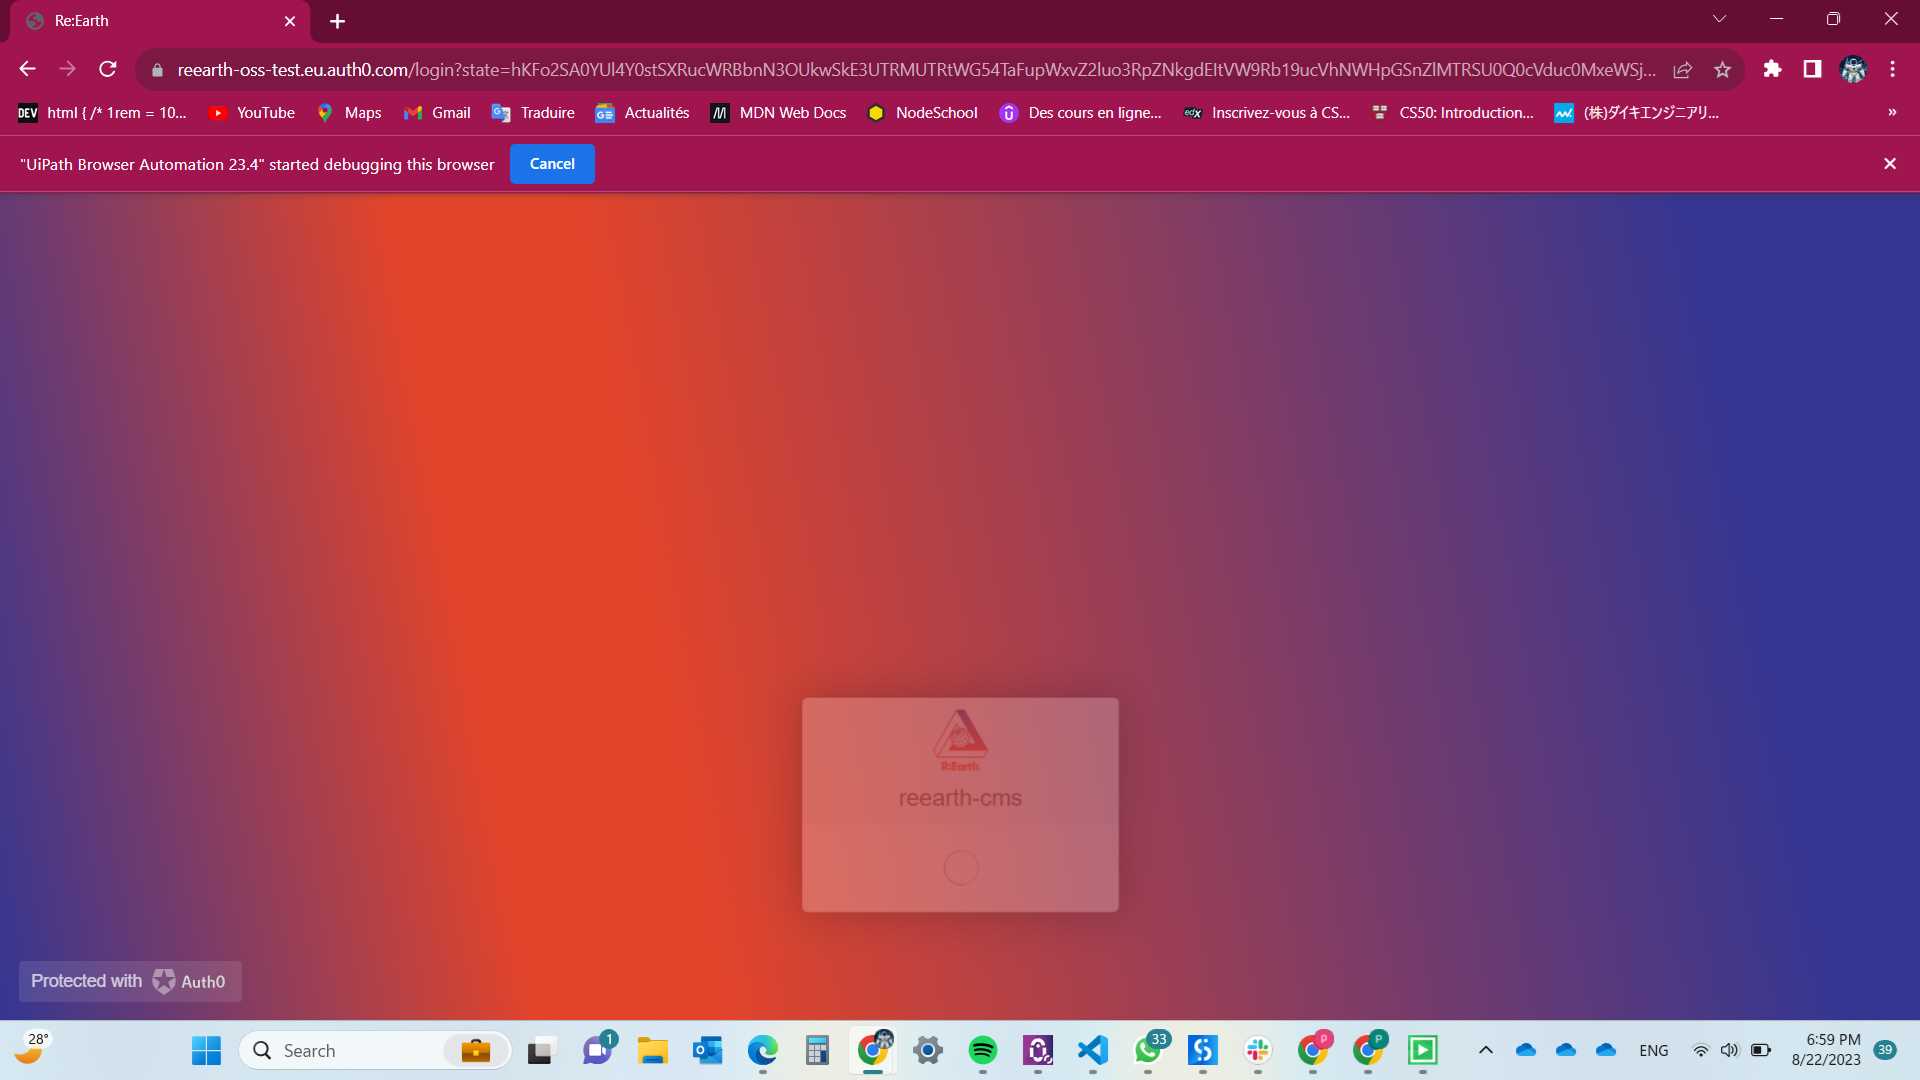 Re:Earth
reearth-oss-test.eu.auth0.com/login?state=hKFo2SA0YUl4Y0stSXRucWRBbnN3OUkwSkE3UTRMUTRtWG54TaFupWxvZ2luo3RpZNkgdEItVW9Rb19ucVhNWHpGSnZlMTRSU0Q0cVduc0MxeWSj...
DEV html { /* 1rem = 10... YouTube Maps Gmail Traduire Actualités MDN Web Docs NodeSchool Des cours en ligne... edX Inscrivez-vous à CS... CS50: Introduction... (株)ダイキエンジニアリ... »
"UiPath Browser Automation 23.4" started debugging this browser Cancel
R:Earth
reearth-cms
Protected with Auth0
28° Search 1 33 P P ENG 6:59 PM 39
8/22/2023